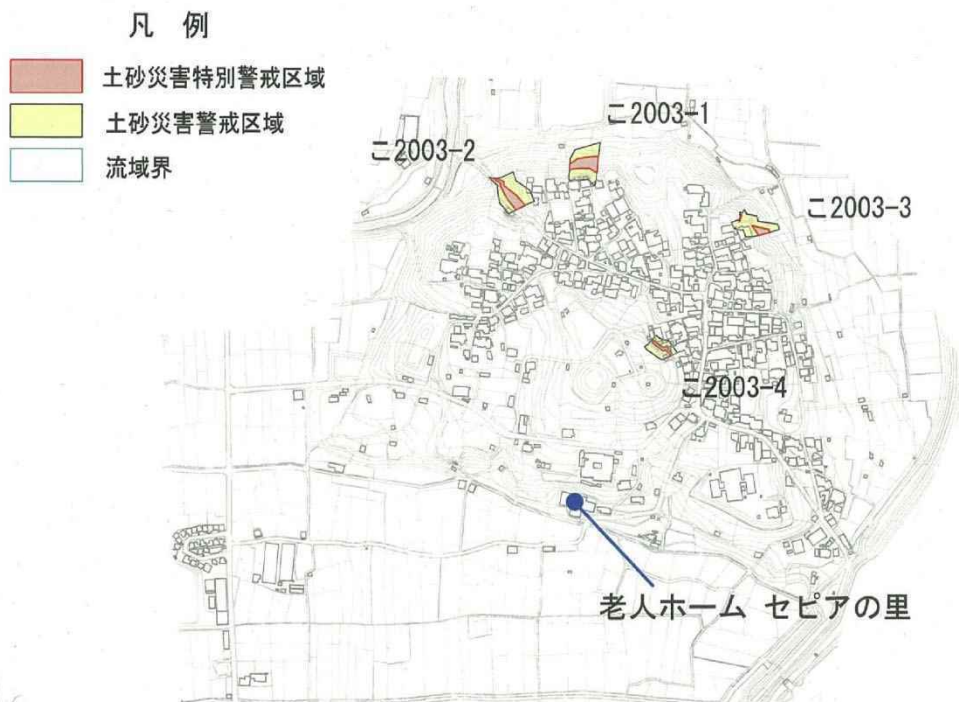 凡 例
土砂災害特別警戒区域
土砂災害警戒区域
流域界
こ2003-1
こ2003-2
こ2003-3
こ2003-4
老人ホーム セピアの里